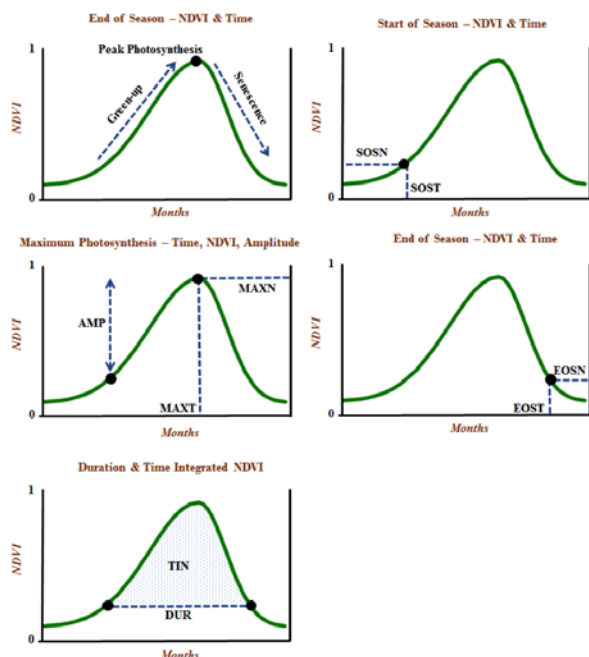 End of Season – NDVI & Time
1
Peak Photosynthesis
Green-up
Senescence
NDVI
0
Months
Start of Season – NDVI & Time
1
NDVI
SOSN
SOST
0
Months
Maximum Photosynthesis – Time, NDVI, Amplitude
1
MAXN
AMP
NDVI
MAXT
0
Months
End of Season – NDVI & Time
1
NDVI
EOSN
EOST
0
Months
Duration & Time Integrated NDVI
1
NDVI
TIN
DUR
0
Months